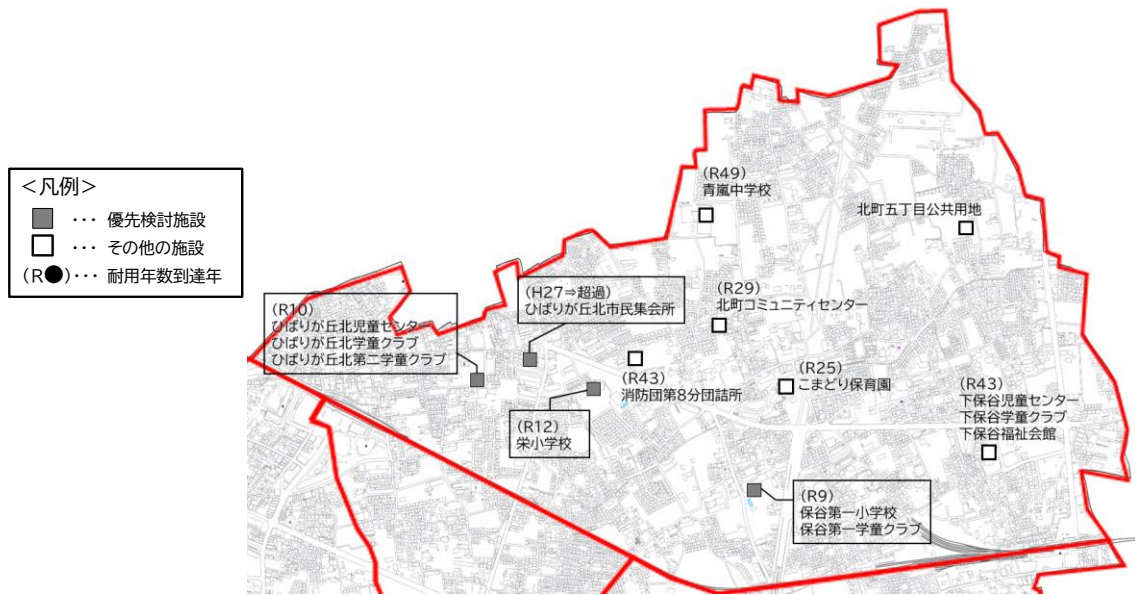 <凡例>
･･･ 優先検討施設
･･･ その他の施設
(R●)･･･ 耐用年数到達年
(R49)
青嵐中学校
北町五丁目公共用地
(H27⇒超過)
ひばりが丘北市民集会所
(R29)
北町コミュニティセンター
(R10)
ひばりが丘北児童センター
ひばりが丘北学童クラブ
ひばりが丘北第二学童クラブ
(R43)
消防団第8分団詰所
(R25)
こまどり保育園
(R43)
下保谷児童センター
下保谷学童クラブ
下保谷福祉会館
(R12)
栄小学校
(R9)
保谷第一小学校
保谷第一学童クラブ